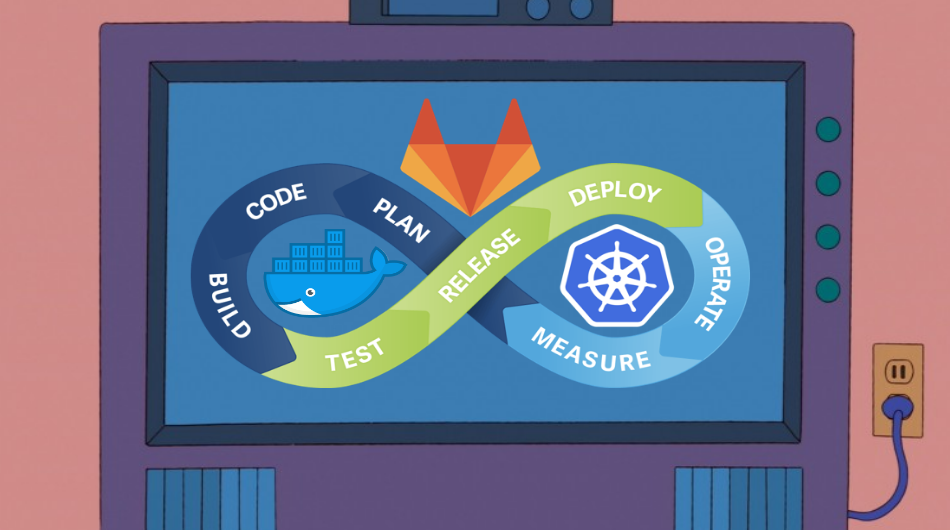 PLAN
CODE
BUILD
TEST
RELEASE
DEPLOY
OPERATE
MEASURE